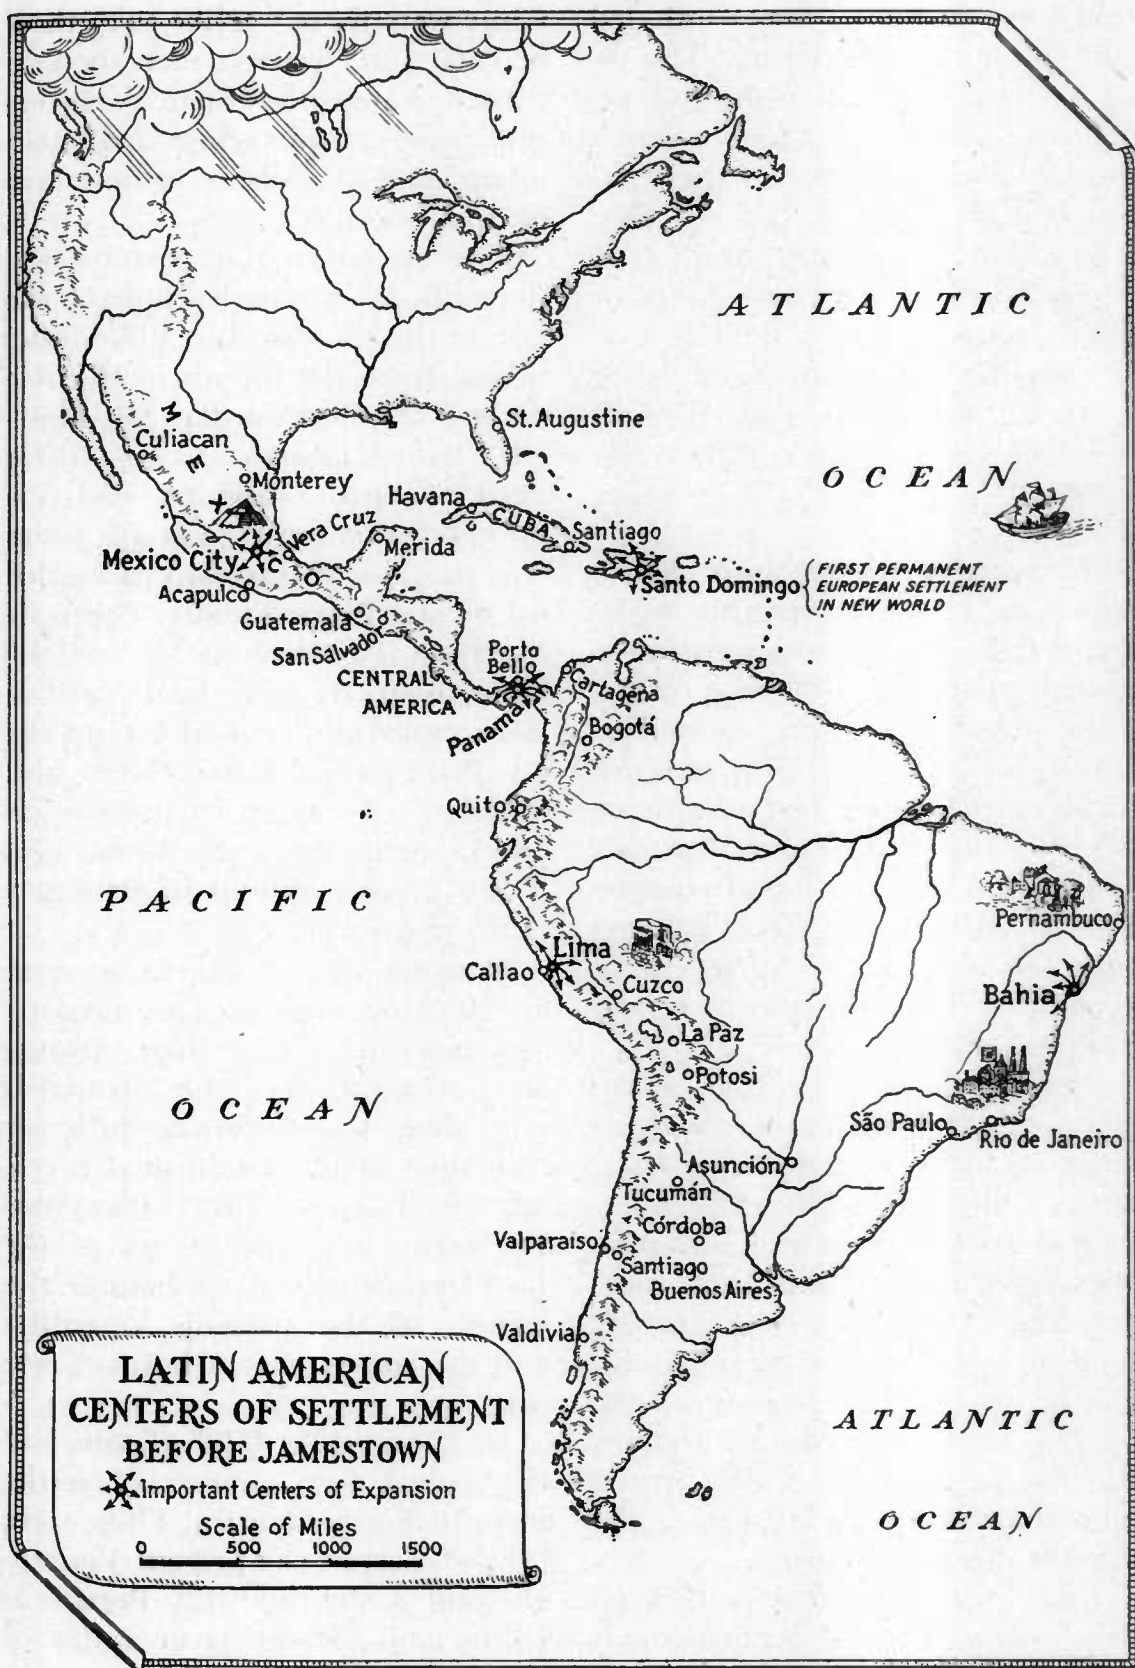 ATLANTIC
OCEAN
St. Augustine
MEXICO
Culiacan
Monterey
Havana
CUBA
Santiago
Vera Cruz
Merida
Mexico City
Santo Domingo
FIRST PERMANENT
EUROPEAN SETTLEMENT
IN NEW WORLD
Acapulco
Guatemala
San Salvador
Porto
Bello
CENTRAL
AMERICA
Cartagena
Panama
Bogotá
Quito
PACIFIC
OCEAN
Pernambuco
Lima
Callao
Cuzco
Bahia
La Paz
Potosi
São Paulo
Rio de Janeiro
Asunción
Tucumán
Córdoba
Valparaiso
Santiago
Buenos Aires
Valdivia
LATIN AMERICAN
CENTERS OF SETTLEMENT
BEFORE JAMESTOWN
Important Centers of Expansion
Scale of Miles
0 500 1000 1500
ATLANTIC
OCEAN